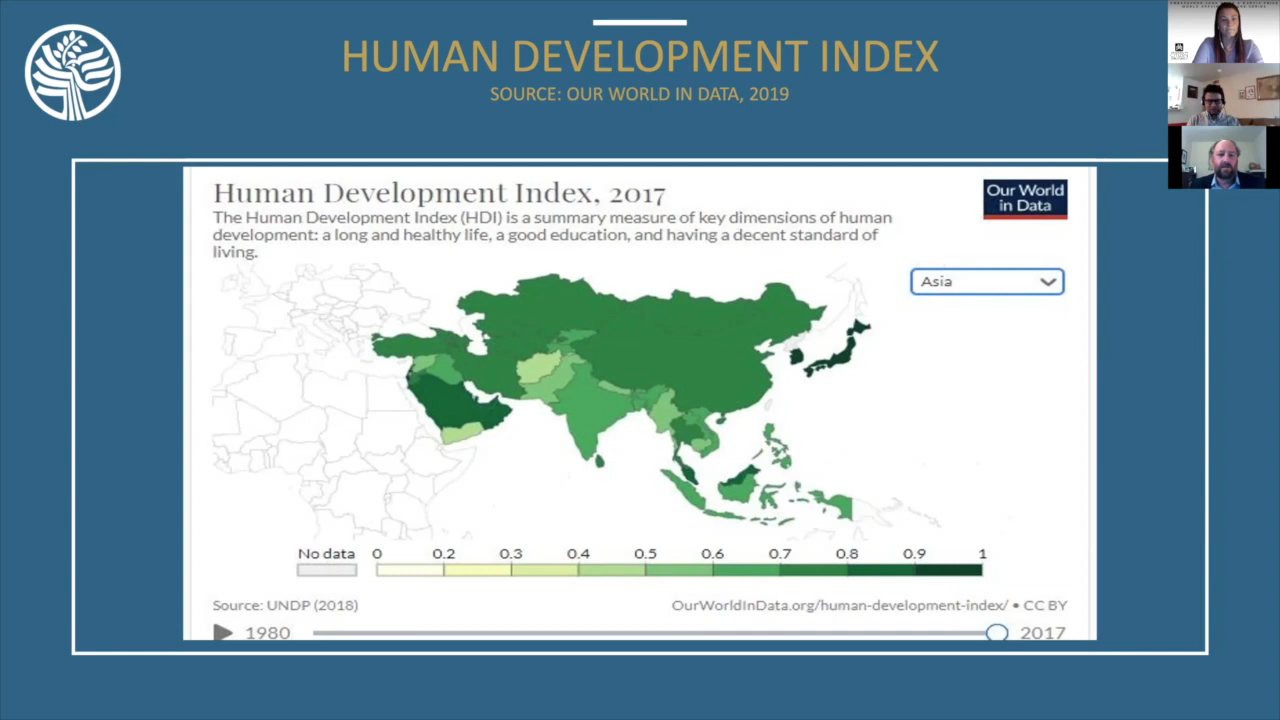 HUMAN DEVELOPMENT INDEX
SOURCE: OUR WORLD IN DATA, 2019
Human Development Index, 2017
The Human Development Index (HDI) is a summary measure of key dimensions of human
development: a long and healthy life, a good education, and having a decent standard of
living.
Our World
in Data
Asia
No data 0 0.2 0.3 0.4 0.5 0.6 0.7 0.8 0.9 1
Source: UNDP (2018)
OurWorldInData.org/human-development-index/ • CC BY
1980
2017